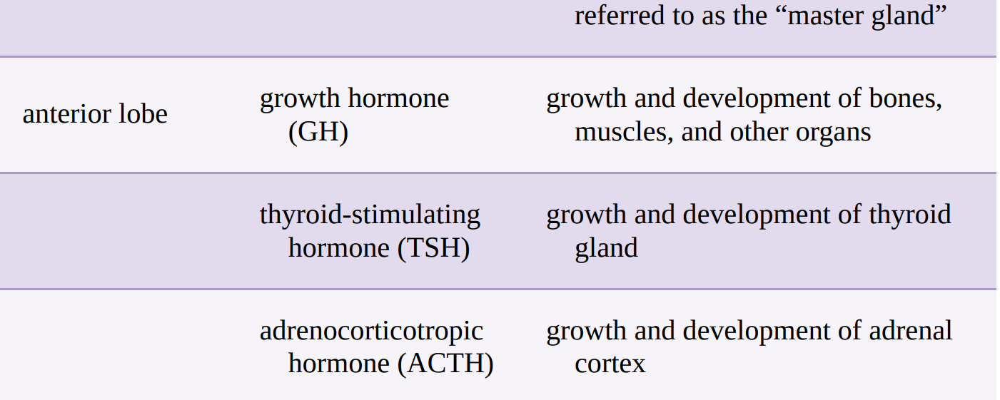 referred to as the “master gland”
anterior lobe
growth hormone
(GH)
growth and development of bones,
muscles, and other organs
thyroid-stimulating
hormone (TSH)
growth and development of thyroid
gland
adrenocorticotropic
hormone (ACTH)
growth and development of adrenal
cortex